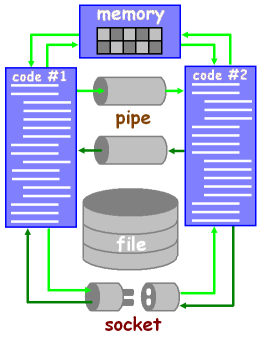 memory
code #1
code #2
pipe
file
socket